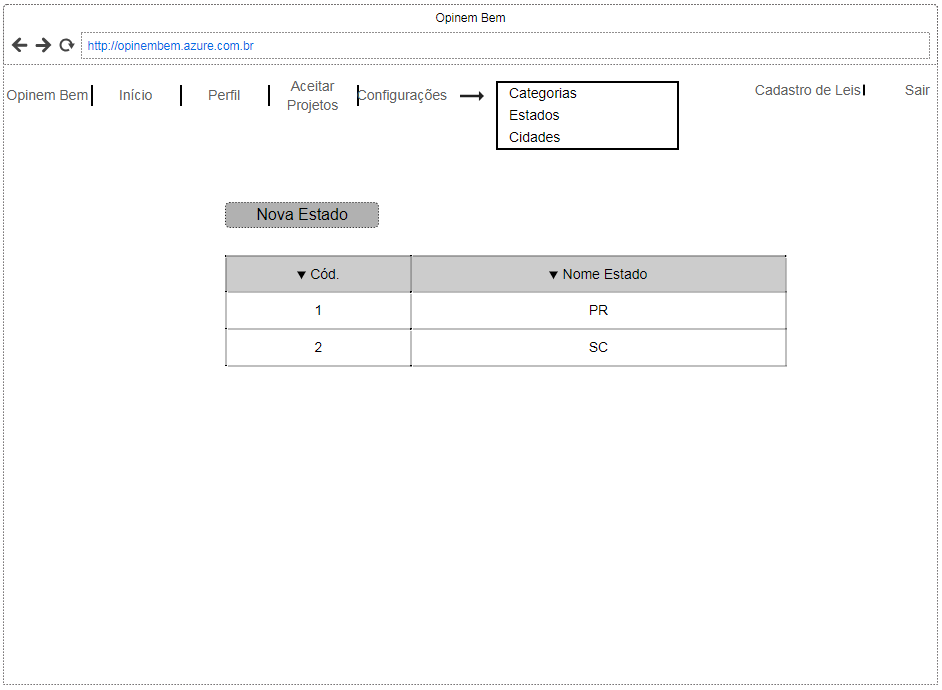 Opinem Bem
http://opinembem.azure.com.br
Opinem Bem
Início
Perfil
Aceitar
Projetos
Configurações
Categorias
Estados
Cidades
Cadastro de Leis
Sair
Nova Estado
▼ Cód. ▼ Nome Estado
1 PR
2 SC